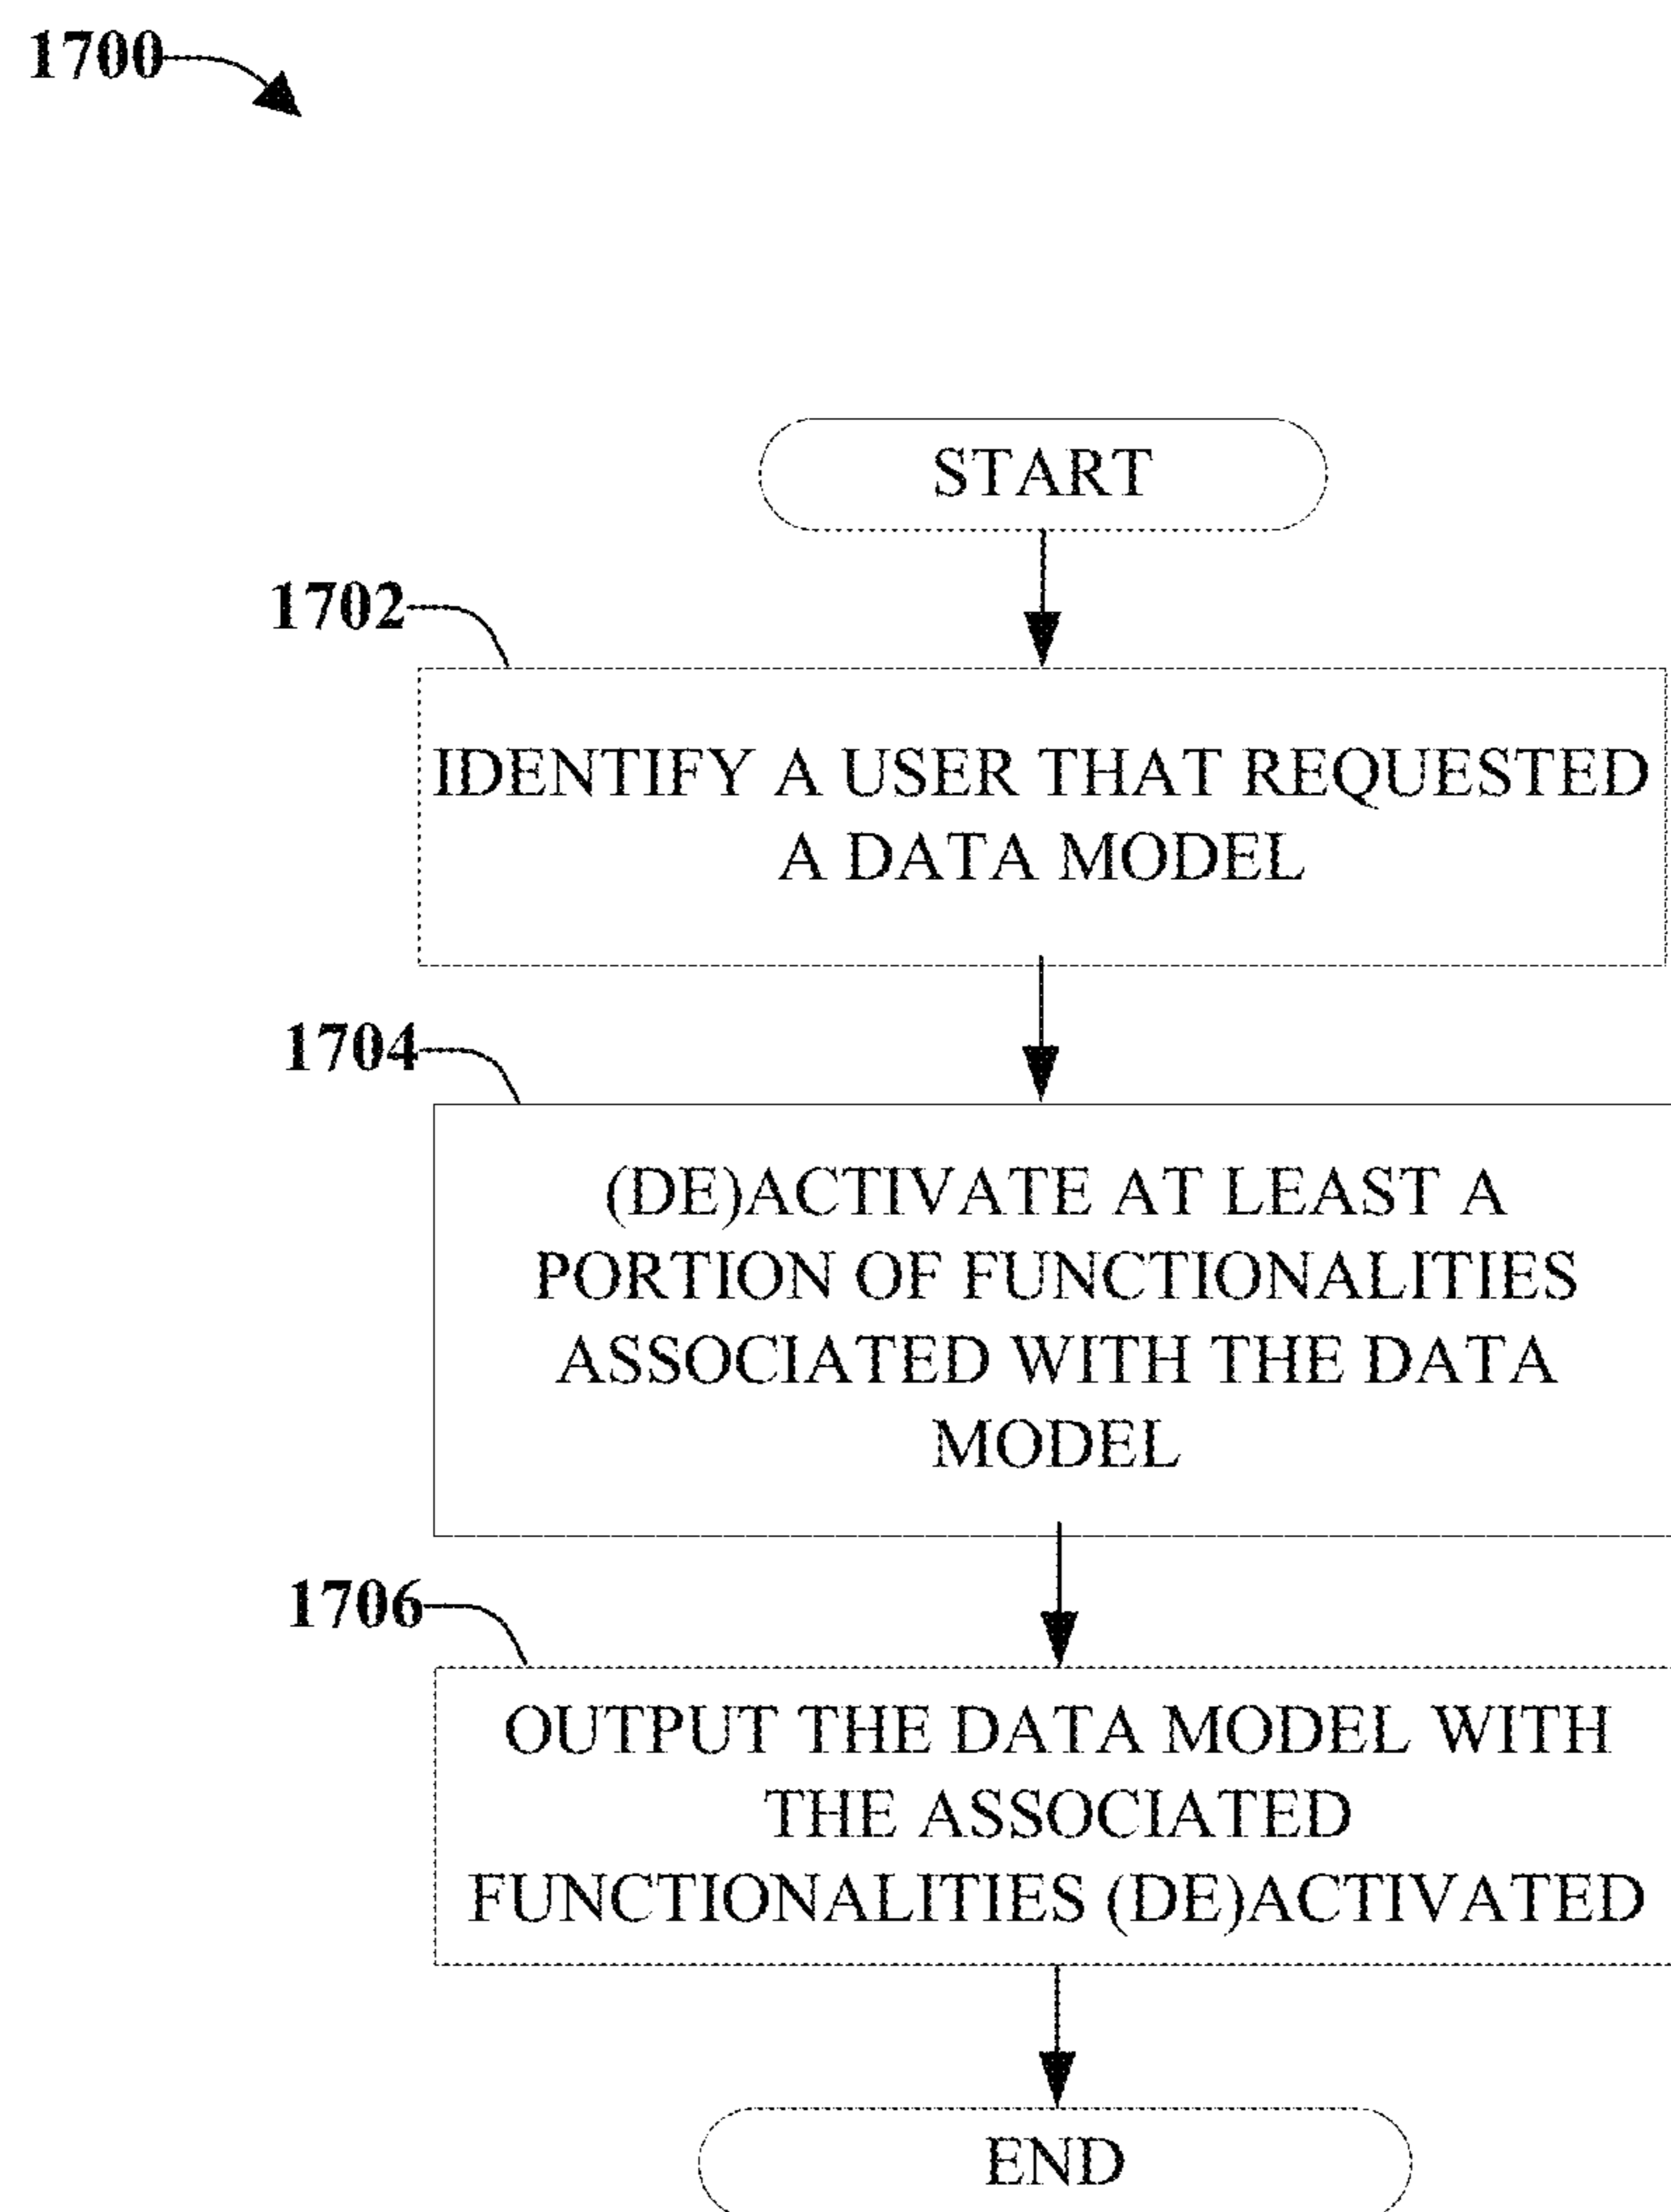 1700
START
1702
IDENTIFY A USER THAT REQUESTED
A DATA MODEL
1704
(DE)ACTIVATE AT LEAST A
PORTION OF FUNCTIONALITIES
ASSOCIATED WITH THE DATA
MODEL
1706
OUTPUT THE DATA MODEL WITH
THE ASSOCIATED
FUNCTIONALITIES (DE)ACTIVATED
END